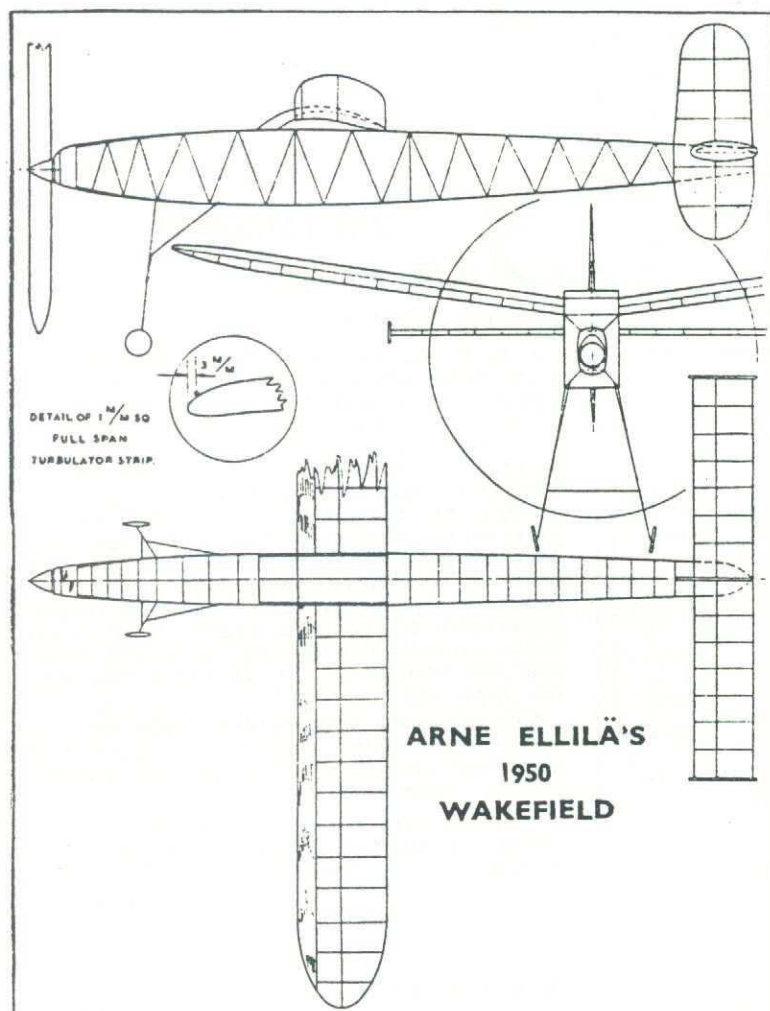 3 M/M
DETAIL OF 1 M/M SQ
FULL SPAN
TURBULATOR STRIP.
ARNE ELLILÄ'S
1950
WAKEFIELD